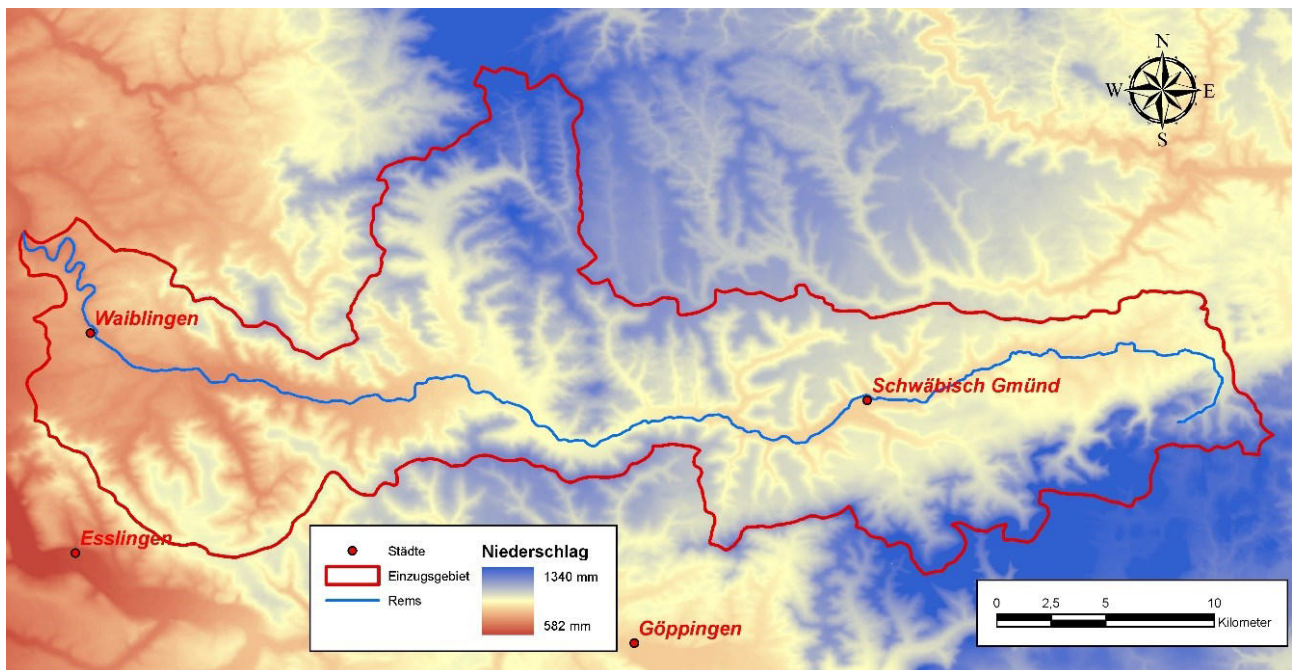 N
W E
S
Waiblingen
Schwäbisch Gmünd
Esslingen
Göppingen
Städte
Einzugsgebiet
Rems
Niederschlag
1340 mm
582 mm
0 2,5 5 10
Kilometer